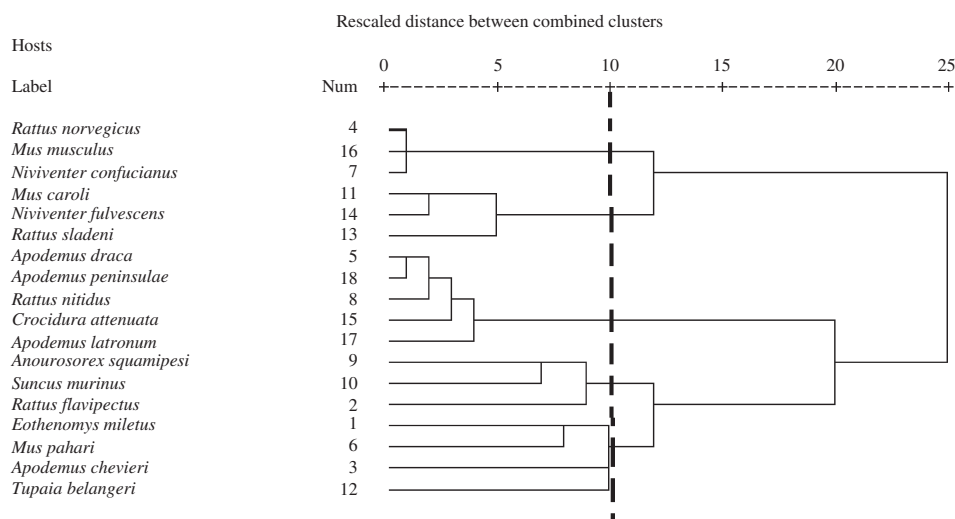 Rescaled distance between combined clusters
Hosts
0 5 10 15 20 25
Label Num
Rattus norvegicus 4
Mus musculus 16
Niviventer confucianus 7
Mus caroli 11
Niviventer fulvescens 14
Rattus sladeni 13
Apodemus draca 5
Apodemus peninsulae 18
Rattus nitidus 8
Crocidura attenuata 15
Apodemus latronum 17
Anourosorex squamipesi 9
Suncus murinus 10
Rattus flavipectus 2
Eothenomys miletus 1
Mus pahari 6
Apodemus chevieri 3
Tupaia belangeri 12